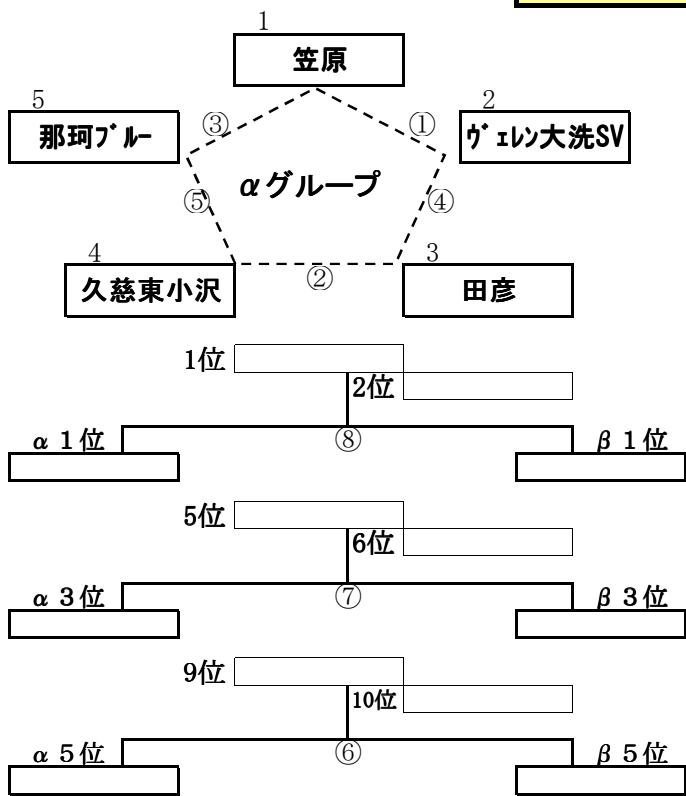 1
笠原
5
2
那珂ﾌﾞﾙｰ
③
①
ｳﾞｪﾚﾝ大洗SV
αグループ
⑤
④
4
3
久慈東小沢
②
田彦
1位
2位
α 1位
⑧
β 1位
5位
6位
α 3位
⑦
β 3位
9位
10位
α 5位
⑥
β 5位